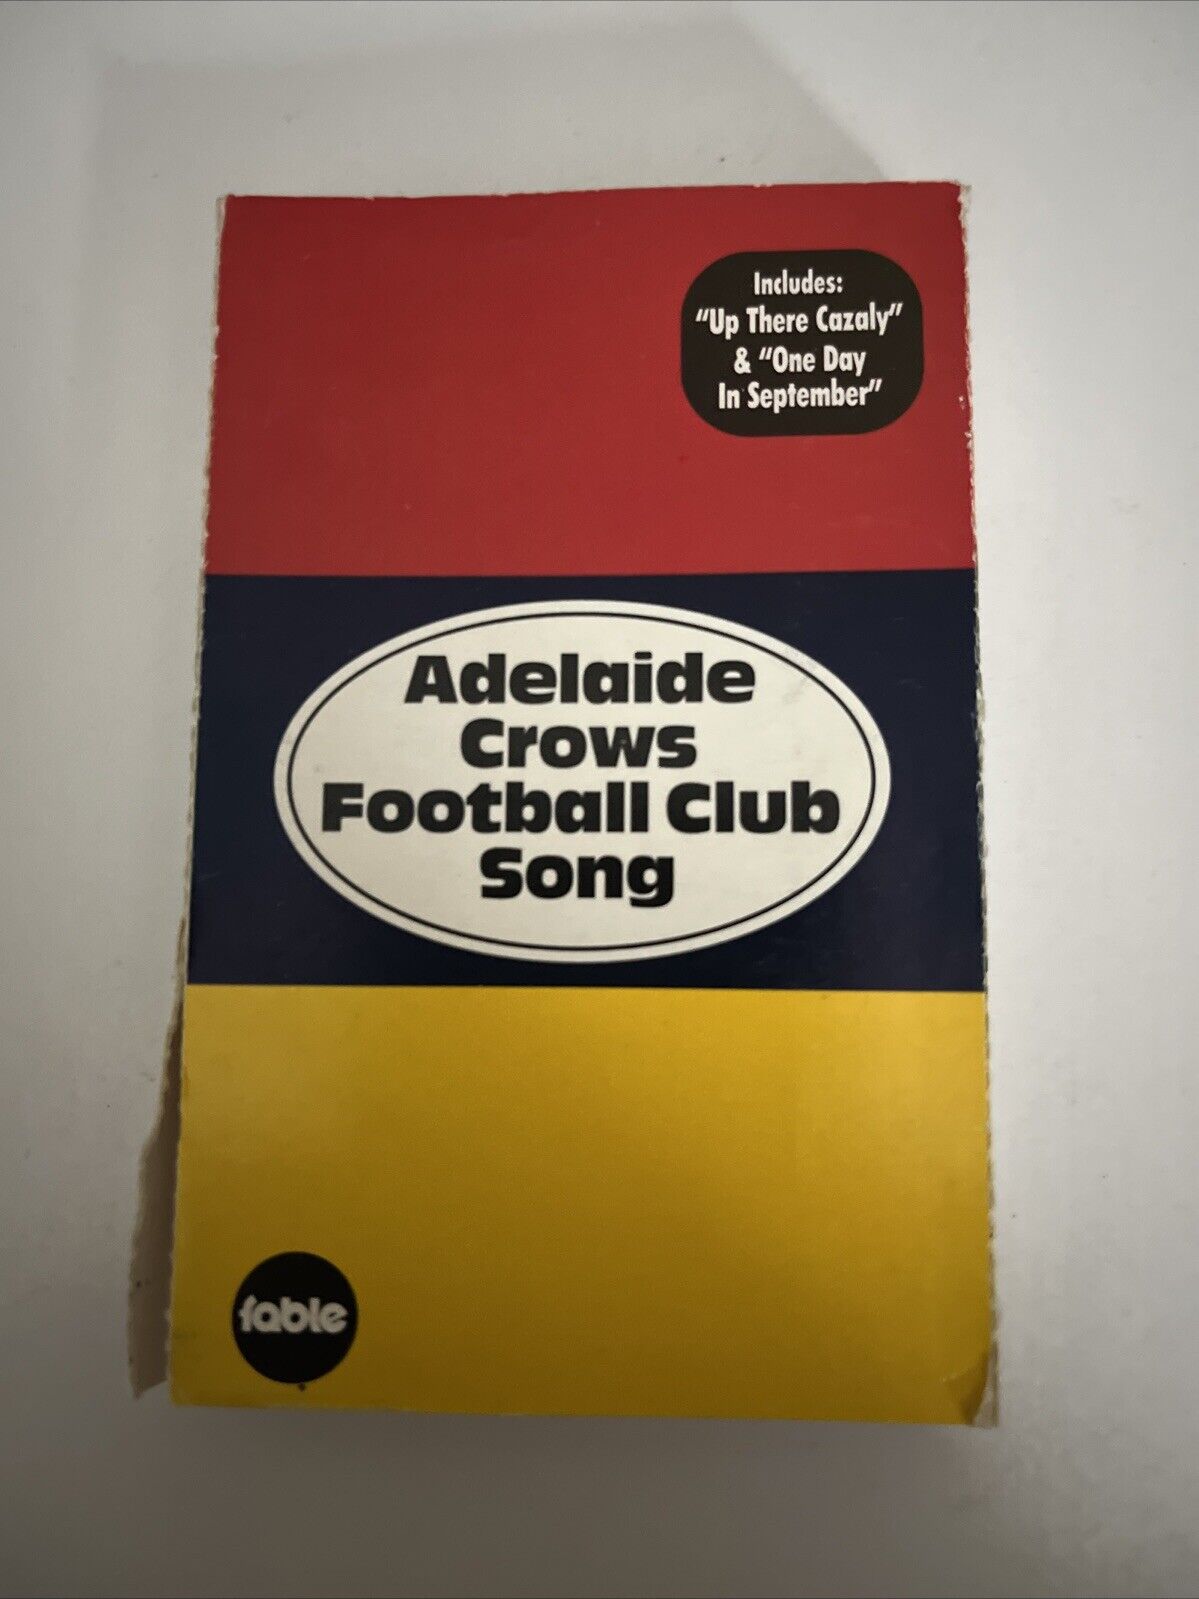 Includes:
"Up There Cazaly"
& "One Day
In September"
Adelaide
Crows
Football Club
Song
fable